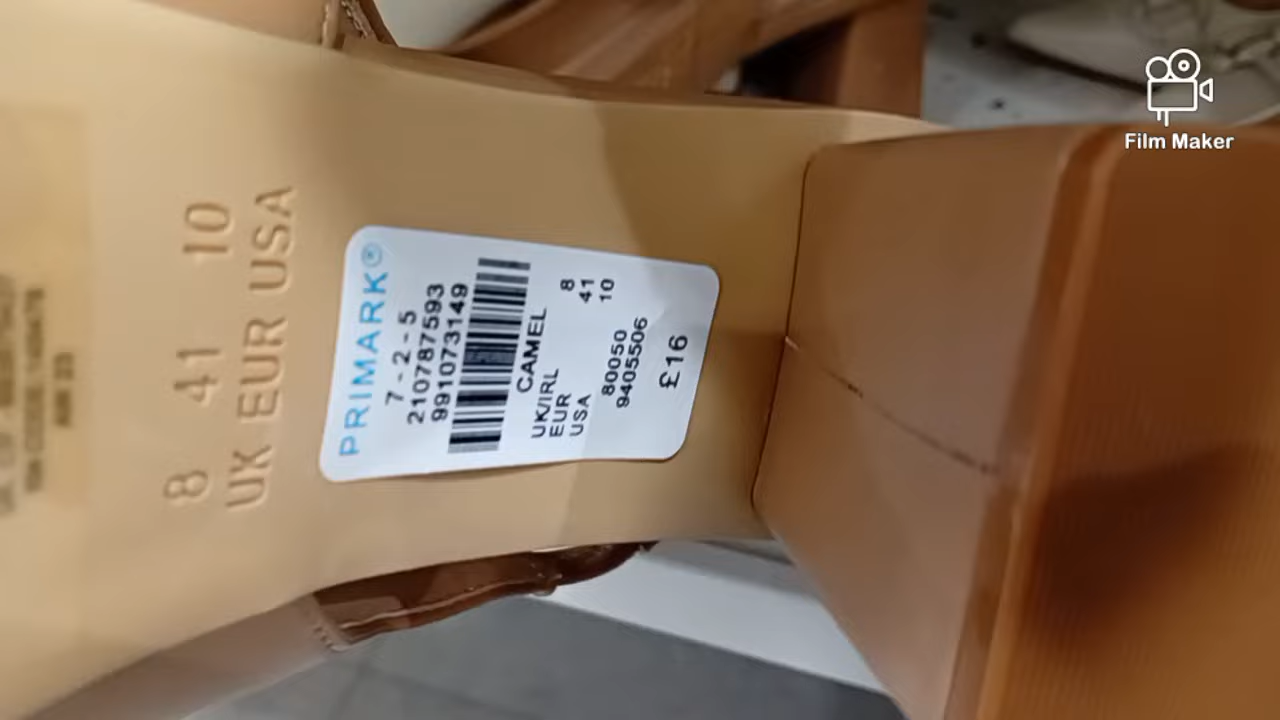 Film Maker
8 41 10
UK EUR USA
PRIMARK®
7-2-5
210787593
991073149
CAMEL
UK/IRL 8
EUR 41
USA 10
80050
9405506
£16